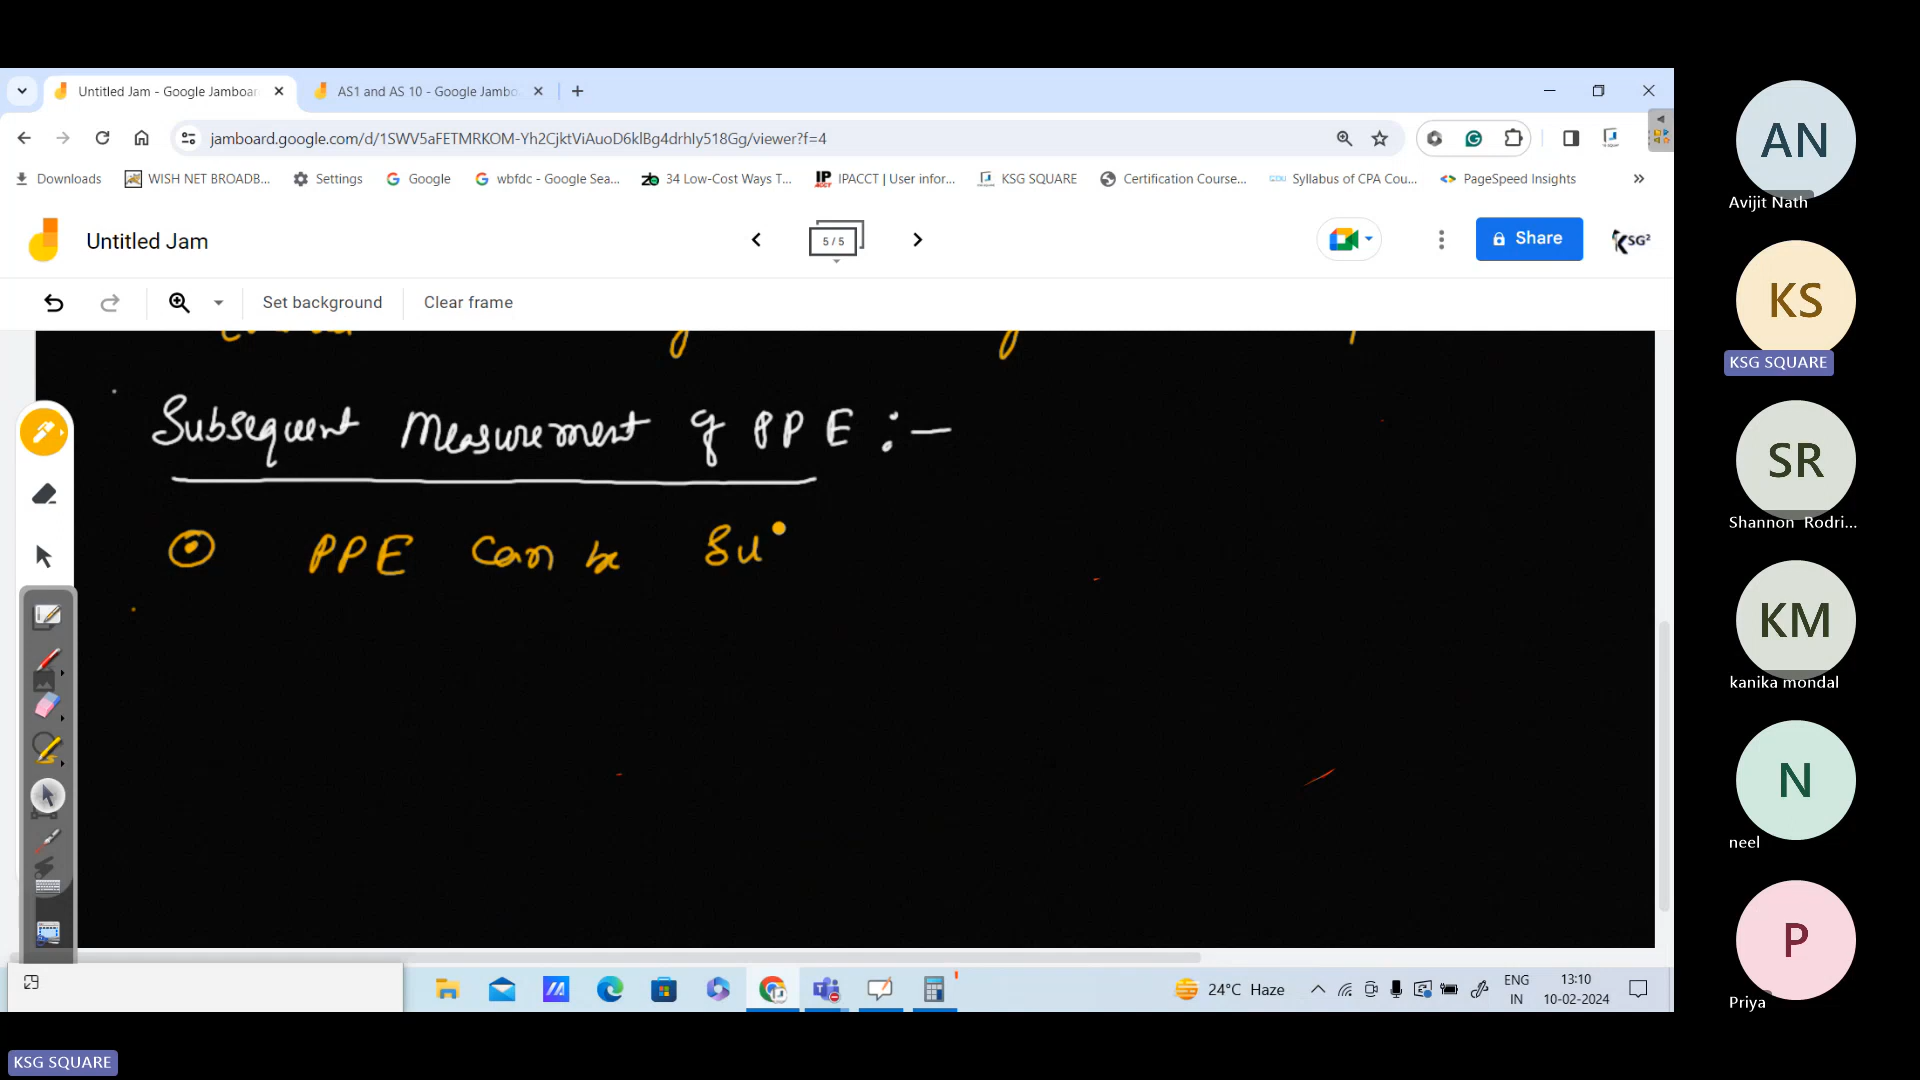 Untitled Jam - Google Jamboar
AS1 and AS 10 - Google Jambo
jamboard.google.com/d/1SWV5aFETMRKOM-Yh2CjktViAuoD6klBg4drhIy518Gg/viewer?f=4
Downloads WISH NET BROADB... Settings Google wbfdc - Google Sea... 34 Low-Cost Ways T... IPACCT | User infor... KSG SQUARE Certification Course... Syllabus of CPA Cou... PageSpeed Insights
Untitled Jam
5 / 5
Share
KSG²
Set background
Clear frame
Subsequent Measurement of PPE :-
PPE Can be Su
24°C Haze
ENG
IN
13:10
10-02-2024
AN
Avijit Nath
KS
KSG SQUARE
SR
Shannon Rodri...
KM
kanika mondal
N
neel
P
Priya
KSG SQUARE